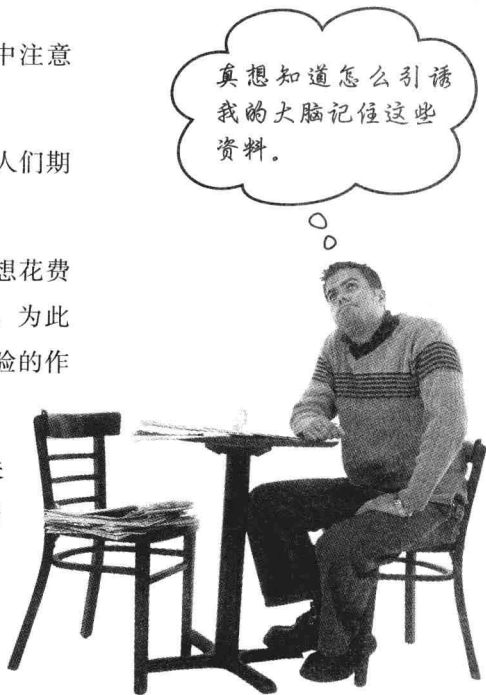 中注意
真想知道怎么引诱
我的大脑记住这些
资料。
人们期
想花费
为此
险的作